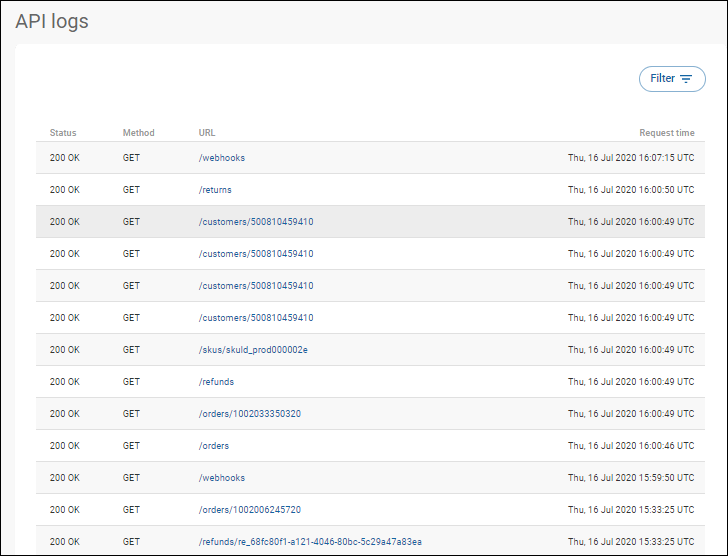 API logs
Filter
Status Method URL Request time
200 OK GET /webhooks Thu, 16 Jul 2020 16:07:15 UTC
200 OK GET /returns Thu, 16 Jul 2020 16:00:50 UTC
200 OK GET /customers/500810459410 Thu, 16 Jul 2020 16:00:49 UTC
200 OK GET /customers/500810459410 Thu, 16 Jul 2020 16:00:49 UTC
200 OK GET /customers/500810459410 Thu, 16 Jul 2020 16:00:49 UTC
200 OK GET /customers/500810459410 Thu, 16 Jul 2020 16:00:49 UTC
200 OK GET /skus/skuld_prod000002e Thu, 16 Jul 2020 16:00:49 UTC
200 OK GET /refunds Thu, 16 Jul 2020 16:00:49 UTC
200 OK GET /orders/1002033350320 Thu, 16 Jul 2020 16:00:49 UTC
200 OK GET /orders Thu, 16 Jul 2020 16:00:46 UTC
200 OK GET /webhooks Thu, 16 Jul 2020 15:59:50 UTC
200 OK GET /orders/1002006245720 Thu, 16 Jul 2020 15:33:25 UTC
200 OK GET /refunds/re_68fc80f1-a121-4046-80bc-5c29a47a83ea Thu, 16 Jul 2020 15:33:25 UTC